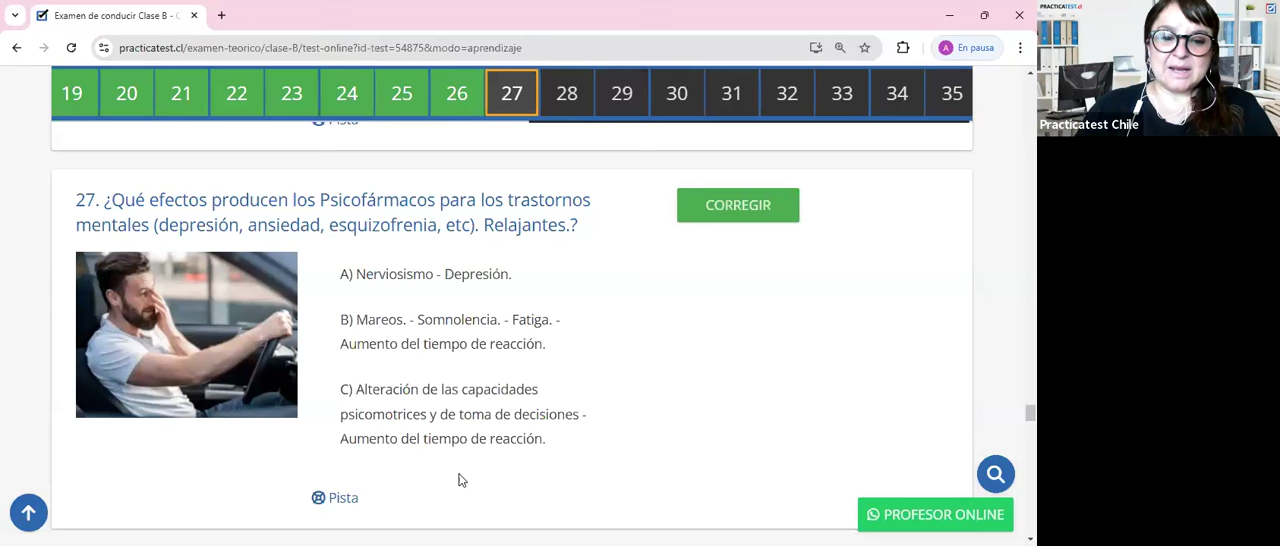 Examen de conducir Clase B - C
practicatest.cl/examen-teorico/clase-B/test-online?id-test=54875&modo=aprendizaje
A En pausa
PRACTICATEST.cl
Practicatest Chile
19 20 21 22 23 24 25 26 27 28 29 30 31 32 33 34 35
Pista
27. ¿Qué efectos producen los Psicofármacos para los trastornos
mentales (depresión, ansiedad, esquizofrenia, etc). Relajantes.?
CORREGIR
A) Nerviosismo - Depresión.
B) Mareos. - Somnolencia. - Fatiga. -
Aumento del tiempo de reacción.
C) Alteración de las capacidades
psicomotrices y de toma de decisiones -
Aumento del tiempo de reacción.
Pista
PROFESOR ONLINE